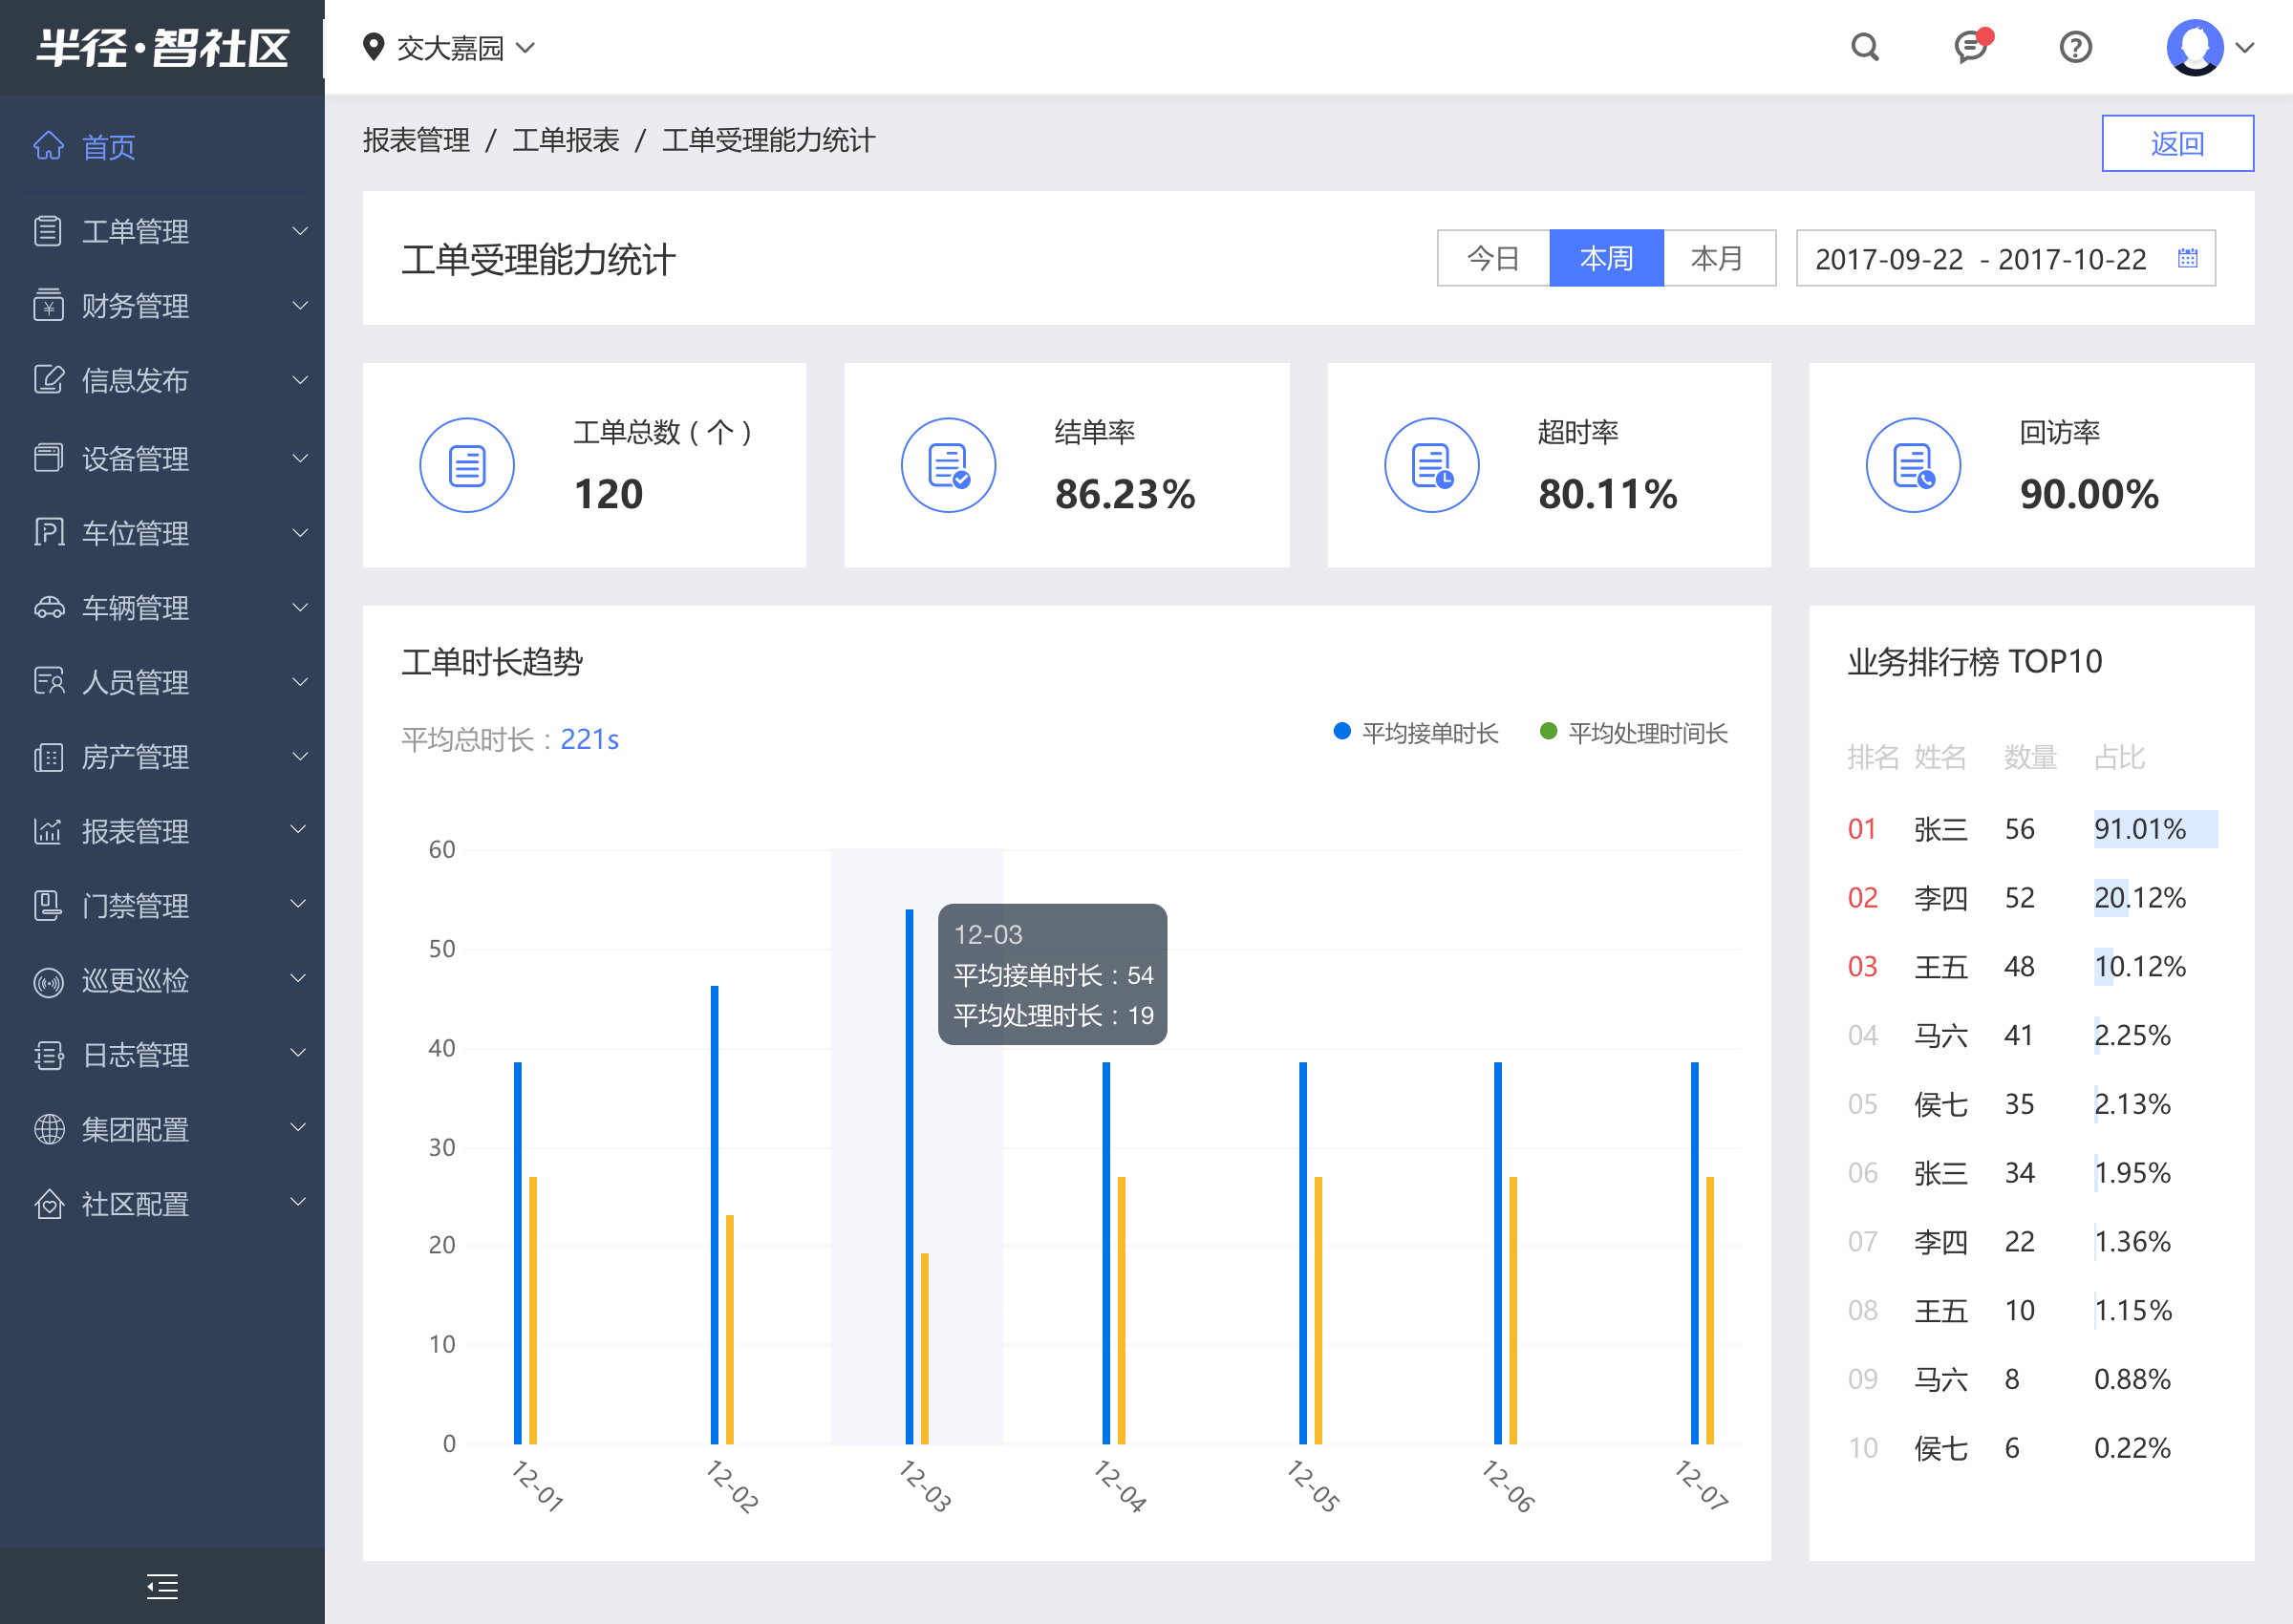 半径·智社区
交大嘉园
首页
工单管理
财务管理
信息发布
设备管理
车位管理
车辆管理
人员管理
房产管理
报表管理
门禁管理
巡更巡检
日志管理
集团配置
社区配置
报表管理 / 工单报表 / 工单受理能力统计
返回
工单受理能力统计
今日 本周 本月 2017-09-22 - 2017-10-22
工单总数（个）
120
结单率
86.23%
超时率
80.11%
回访率
90.00%
工单时长趋势
平均总时长：221s
平均接单时长 平均处理时间长
60
50
40
30
20
10
0
12-03
平均接单时长：54
平均处理时长：19
12-01 12-02 12-03 12-04 12-05 12-06 12-07
业务排行榜 TOP10
排名 姓名 数量 占比
01 张三 56 91.01%
02 李四 52 20.12%
03 王五 48 10.12%
04 马六 41 2.25%
05 侯七 35 2.13%
06 张三 34 1.95%
07 李四 22 1.36%
08 王五 10 1.15%
09 马六 8 0.88%
10 侯七 6 0.22%